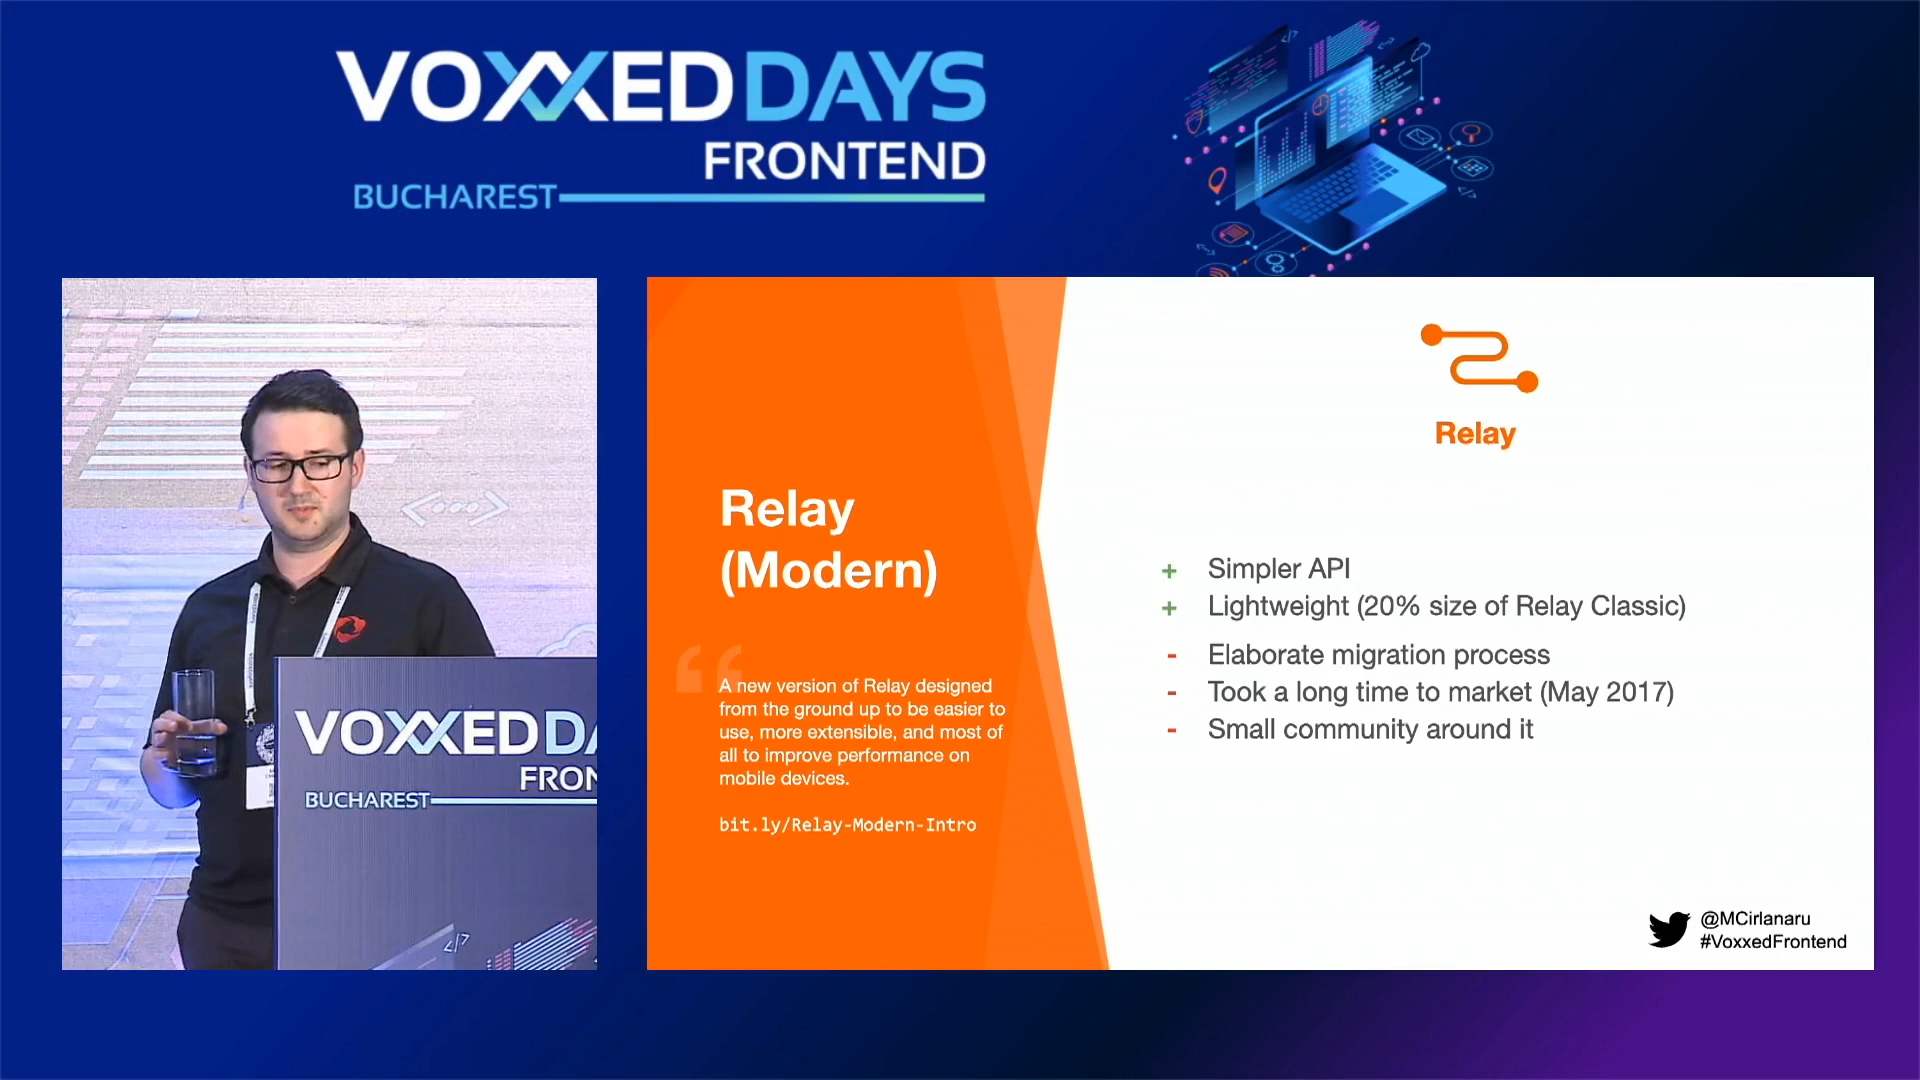 VOXXED DAYS
FRONTEND
BUCHAREST
VOXXED DA
FRON
BUCHAREST
</>
Relay
(Modern)
“
A new version of Relay designed
from the ground up to be easier to
use, more extensible, and most of
all to improve performance on
mobile devices.
bit.ly/Relay-Modern-Intro
Relay
+ Simpler API
+ Lightweight (20% size of Relay Classic)
- Elaborate migration process
- Took a long time to market (May 2017)
- Small community around it
@MCirlanaru
#VoxxedFrontend